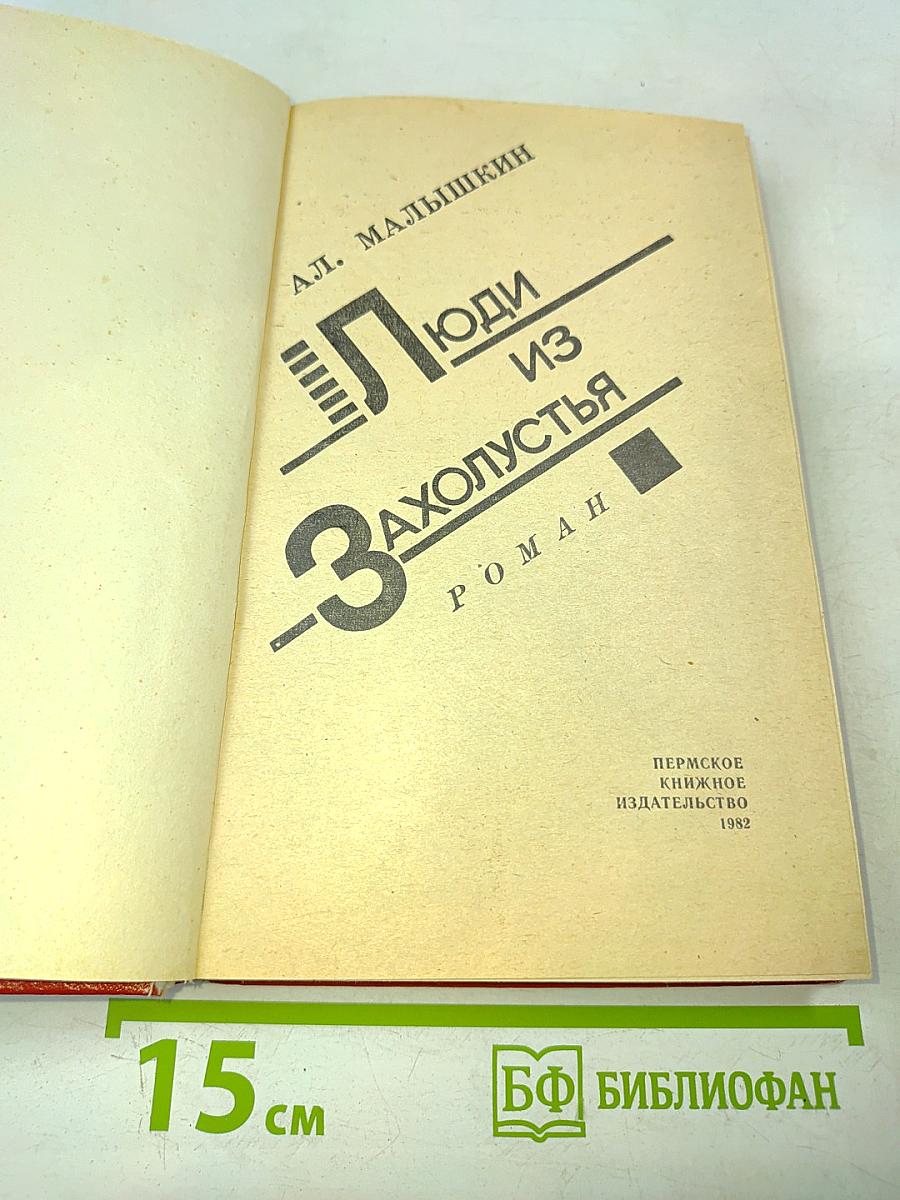 АЛ. МАЛЫШКИН
ЛЮДИ
ИЗ
ЗАХОЛУСТЬЯ
РОМАН
ПЕРМСКОЕ
КНИЖНОЕ
ИЗДАТЕЛЬСТВО
1982
15 см
БФ БИБЛИОФАН